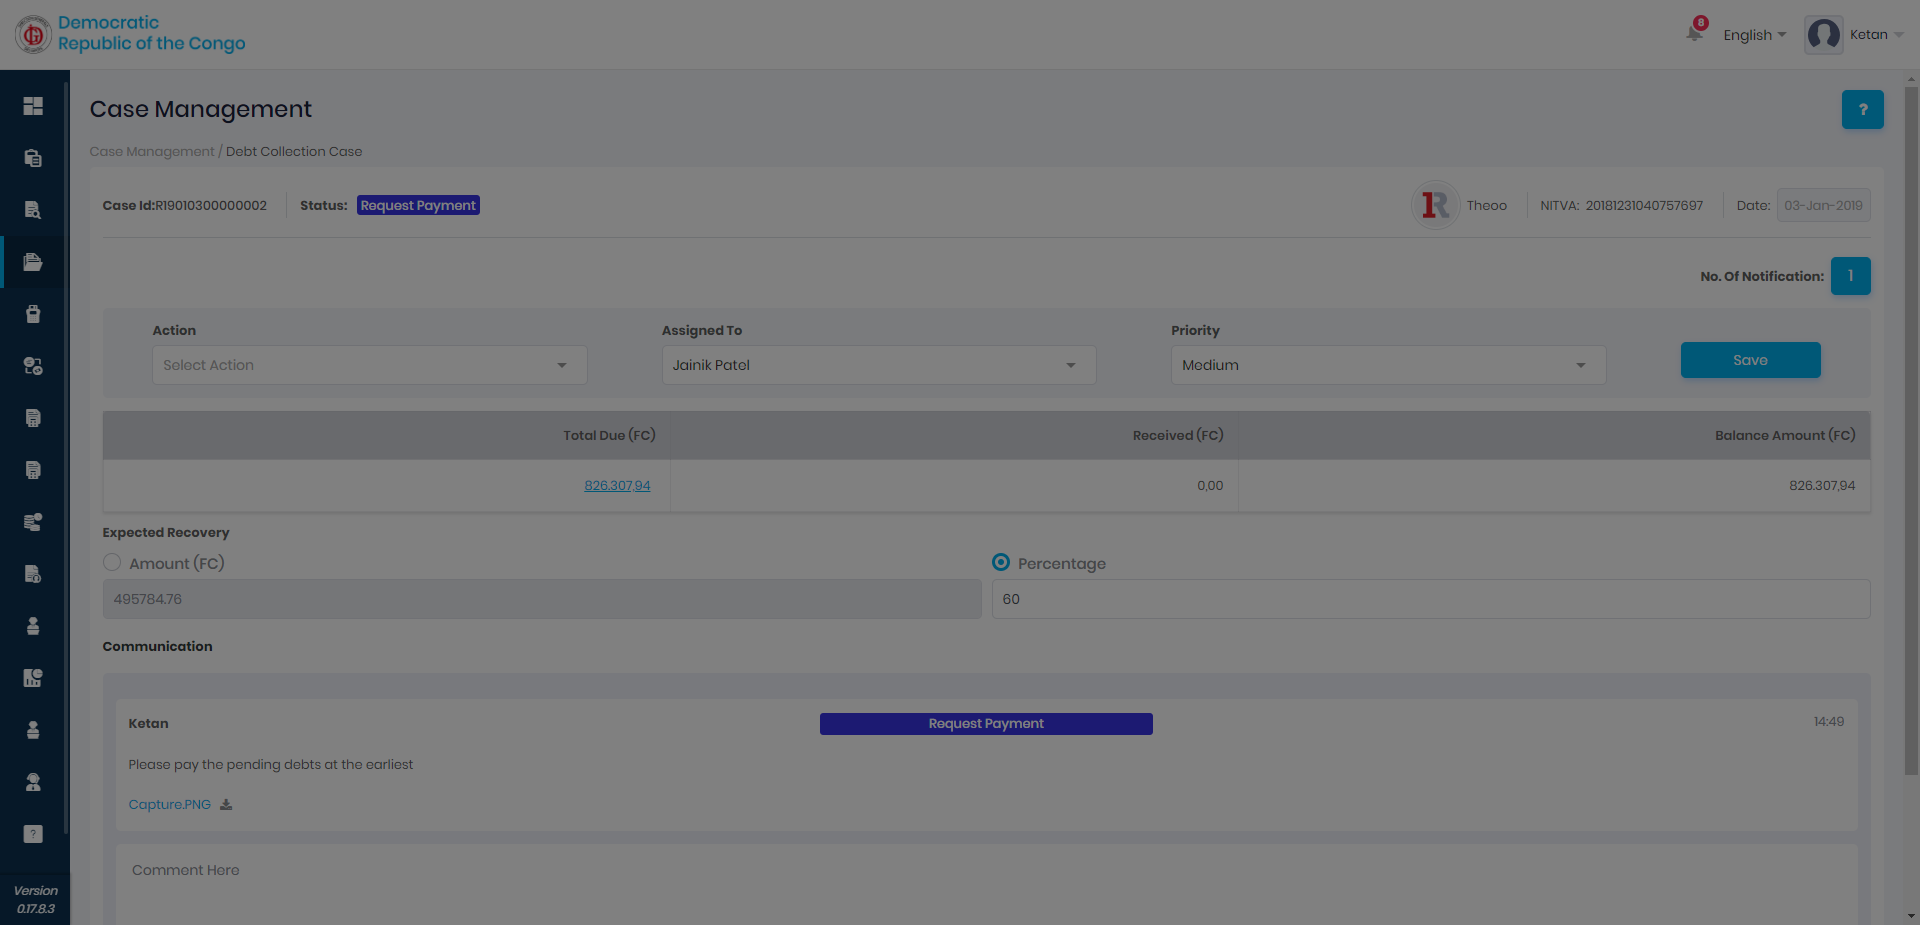 Democratic
Republic of the Congo
8
English
Ketan
Case Management
?
Case Management / Debt Collection Case
Case Id:R19010300000002
Status: Request Payment
Theoo
NITVA: 20181231040757697
Date: 03-Jan-2019
No. Of Notification: 1
Action
Assigned To
Priority
Select Action
Jainik Patel
Medium
Save
Total Due (FC)
Received (FC)
Balance Amount (FC)
826.307,94
0,00
826.307,94
Expected Recovery
Amount (FC)
Percentage
495784.76
60
Communication
Ketan
Request Payment
14:49
Please pay the pending debts at the earliest
Capture.PNG
Comment Here
?
Version
0.17.8.3